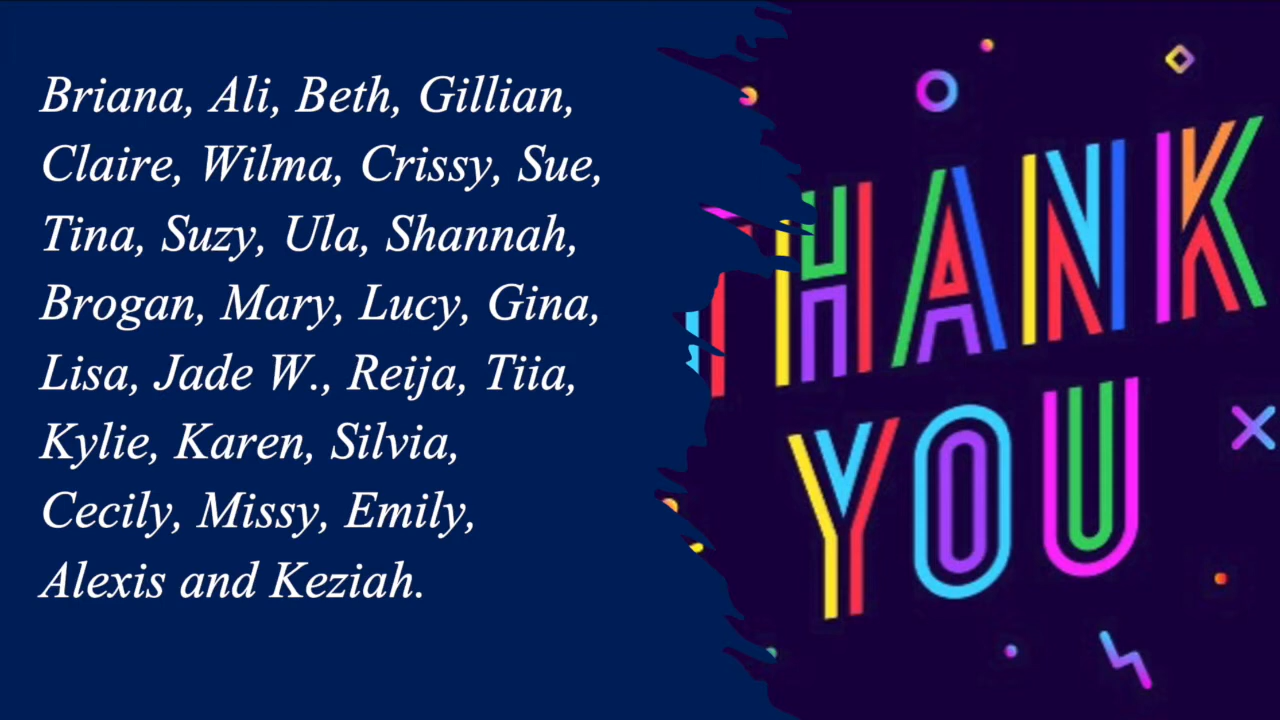 Briana, Ali, Beth, Gillian,
Claire, Wilma, Crissy, Sue,
Tina, Suzy, Ula, Shannah,
Brogan, Mary, Lucy, Gina,
Lisa, Jade W., Reija, Tiia,
Kylie, Karen, Silvia,
Cecily, Missy, Emily,
Alexis and Keziah.
THANK
YOU